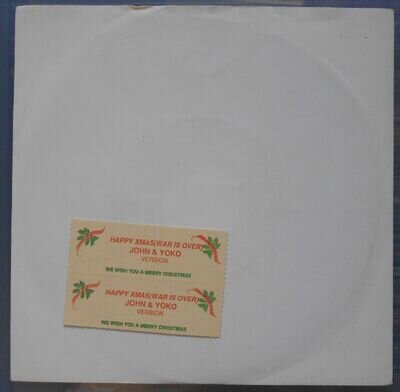 HAPPY XMAS(WAR IS OVER)
JOHN & YOKO
VERSION
WE WISH YOU A MERRY CHRISTMAS
HAPPY XMAS(WAR IS OVER)
JOHN & YOKO
VERSION
WE WISH YOU A MERRY CHRISTMAS